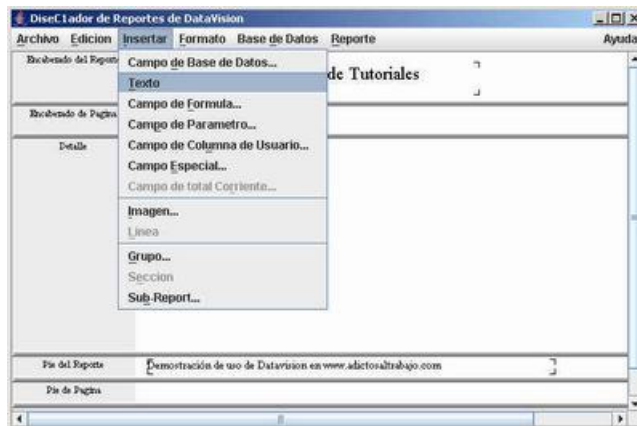 DiseC1ador de Reportes de DataVision
Archivo Edicion Insertar Formato Base de Datos Reporte Ayuda
Encabezado del Reporte
de Tutoriales
Encabezado de Pagina
Detalle
Campo de Base de Datos...
Texto
Campo de Formula...
Campo de Parametro...
Campo de Columna de Usuario...
Campo Especial...
Campo de total Corriente...
Imagen...
Linea
Grupo...
Seccion
Sub-Report...
Pie del Reporte
Demostración de uso de Datavision en www.adictosaltrabajo.com
Pie de Pagina